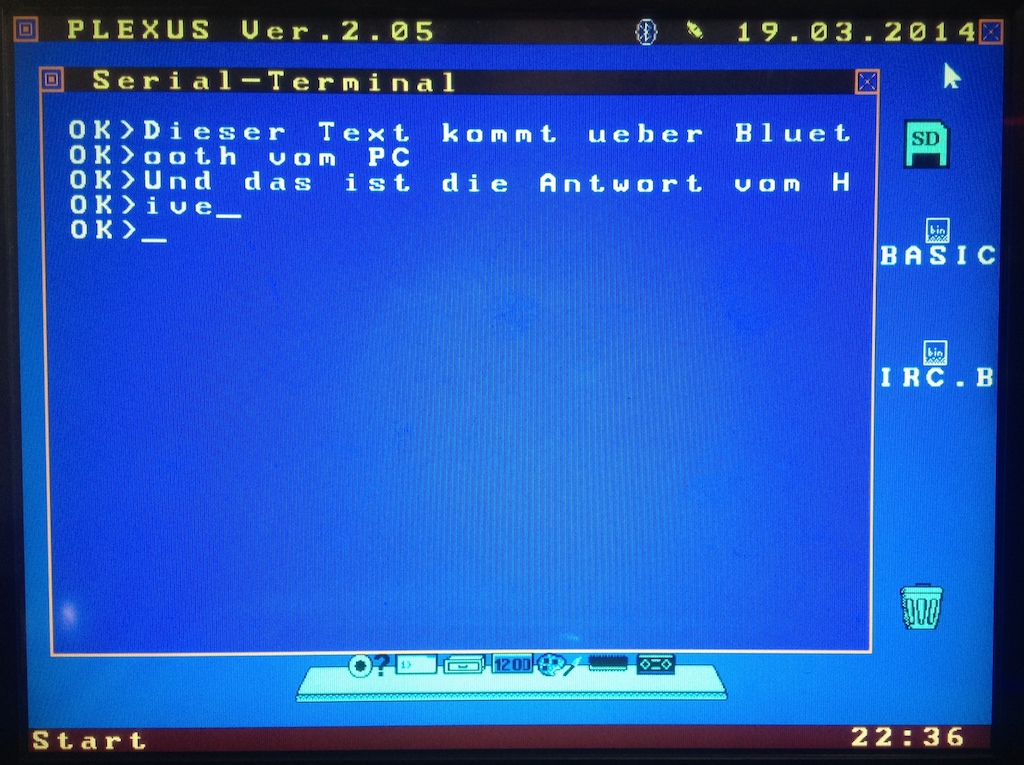 PLEXUS Ver.2.05 19.03.2014
Serial-Terminal
OK>Dieser Text kommt ueber Bluet
OK>ooth vom PC
OK>Und das ist die Antwort vom H
OK>ive_
OK>_
SD
bin
BASIC
bin
IRC.B
? 1> 1200
Start 22:36